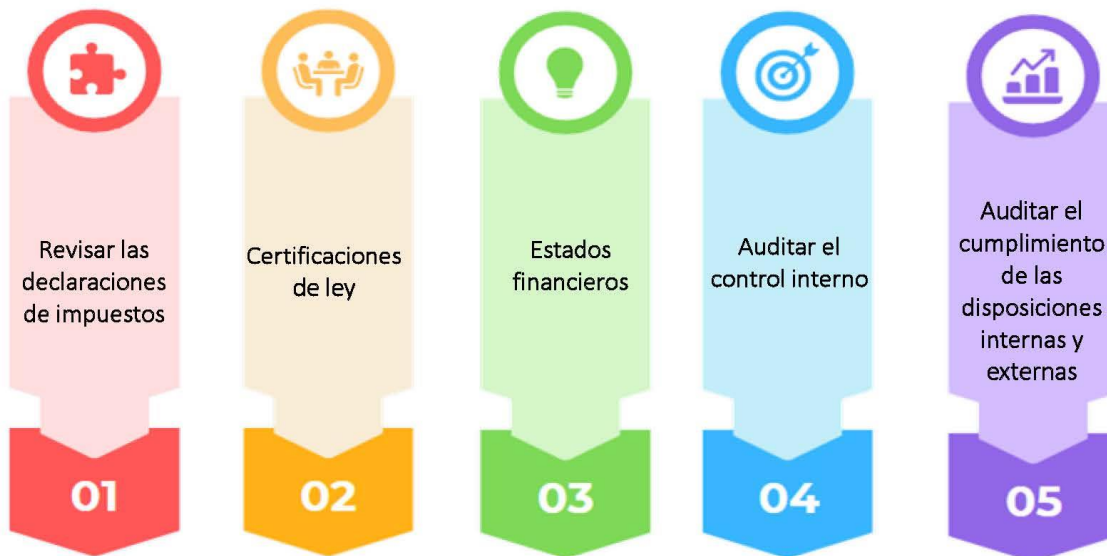 Revisar las
declaraciones
de impuestos
01
Certificaciones
de ley
02
Estados
financieros
03
Auditar el
control interno
04
Auditar el
cumplimiento
de las
disposiciones
internas y
externas
05